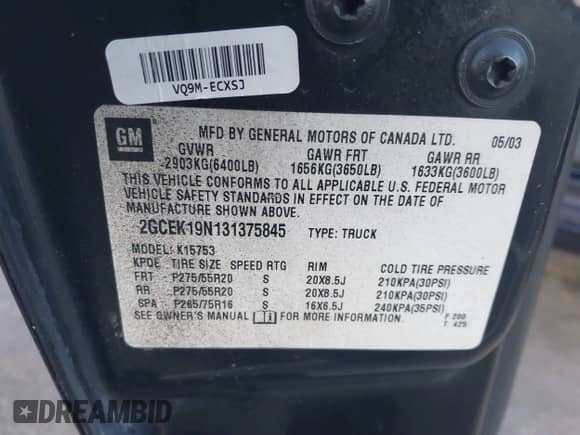 VQ9M-ECXSJ
GM
MFD BY GENERAL MOTORS OF CANADA LTD. 05/03
GVWR GAWR FRT GAWR RR
2903KG(6400LB) 1656KG(3650LB) 1633KG(3600LB)
THIS VEHICLE CONFORMS TO ALL APPLICABLE U.S. FEDERAL MOTOR
VEHICLE SAFETY STANDARDS IN EFFECT ON THE DATE OF
MANUFACTURE SHOWN ABOVE.
2GCEK19N131375845 TYPE: TRUCK
MODEL: K15753
KPOE TIRE SIZE SPEED RTG RIM COLD TIRE PRESSURE
FRT P275/55R20 S 20X8.5J 210KPA(30PSI)
RR P275/55R20 S 20X8.5J 210KPA(30PSI)
SPA P265/75R16 S 16X6.5J 240KPA(35PSI)
SEE OWNER'S MANUAL FOR MORE INFORMATION. F 200
T 425
DREAMBID